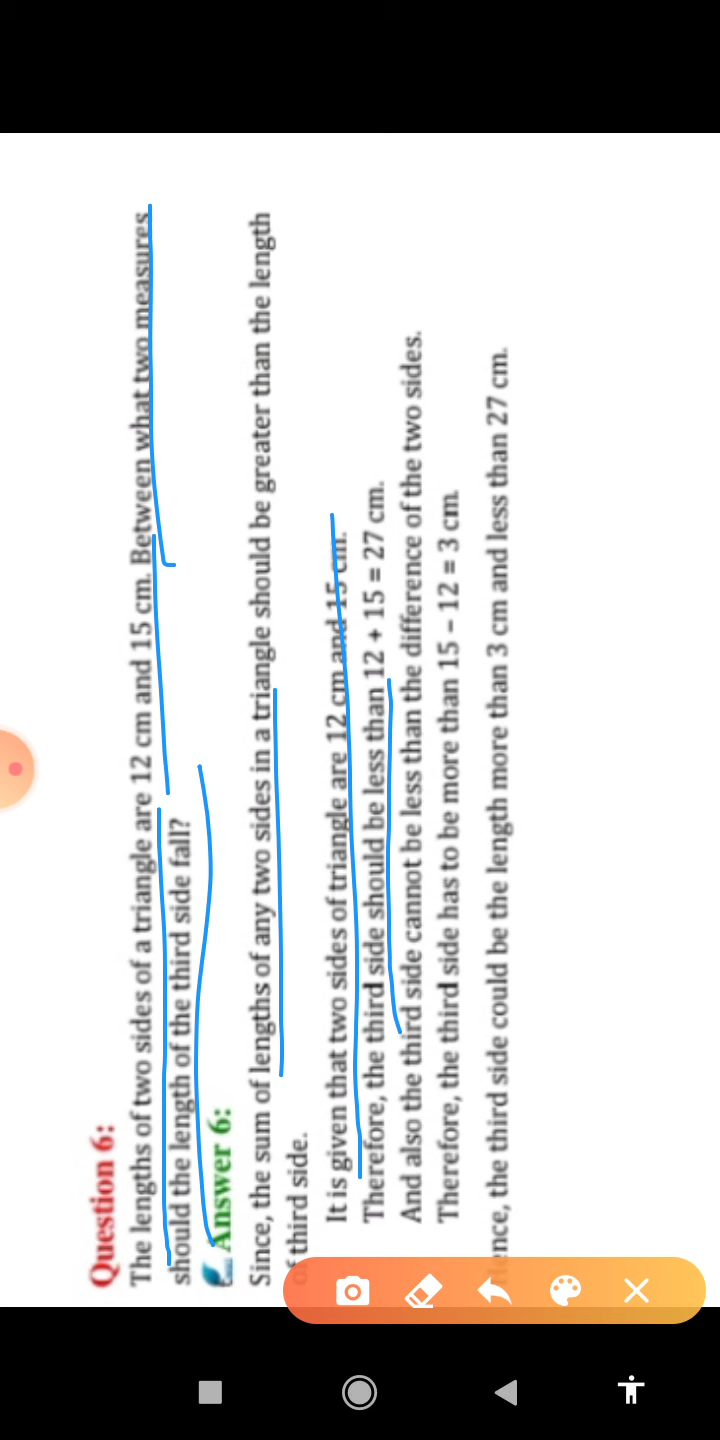 Question 6:
The lengths of two sides of a triangle are 12 cm and 15 cm. Between what two measures
should the length of the third side fall?
Answer 6:
Since, the sum of lengths of any two sides in a triangle should be greater than the length
of third side.
It is given that two sides of triangle are 12 cm and 15 cm.
Therefore, the third side should be less than 12 + 15 = 27 cm.
And also the third side cannot be less than the difference of the two sides.
Therefore, the third side has to be more than 15 – 12 = 3 cm.
Hence, the third side could be the length more than 3 cm and less than 27 cm.